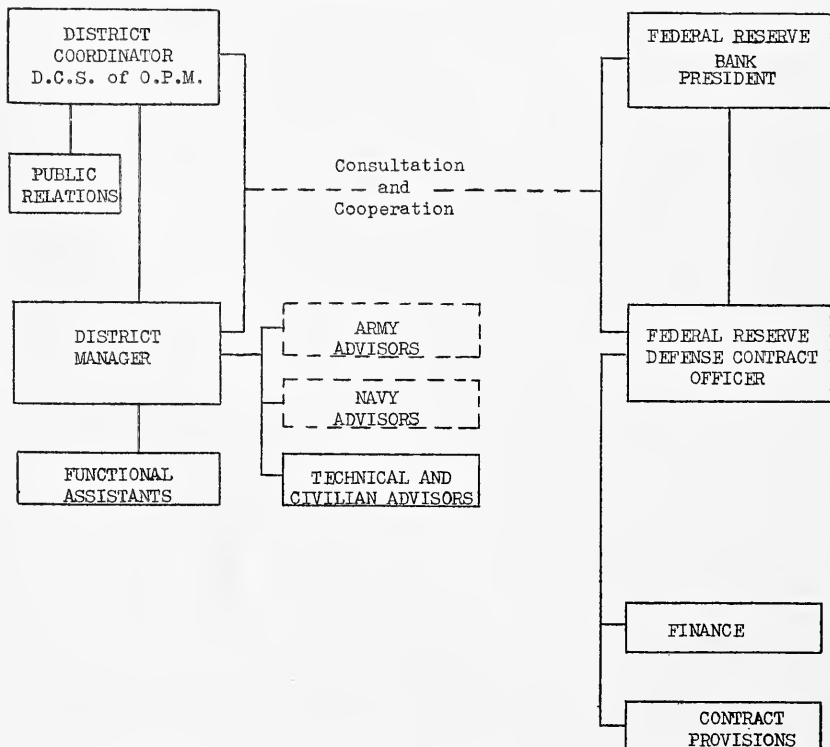 DISTRICT
COORDINATOR
D.C.S. of O.P.M.
PUBLIC
RELATIONS
DISTRICT
MANAGER
FUNCTIONAL
ASSISTANTS
ARMY
ADVISORS
NAVY
ADVISORS
TECHNICAL AND
CIVILIAN ADVISORS
Consultation
and
Cooperation
FEDERAL RESERVE
BANK
PRESIDENT
FEDERAL RESERVE
DEFENSE CONTRACT
OFFICER
FINANCE
CONTRACT
PROVISIONS